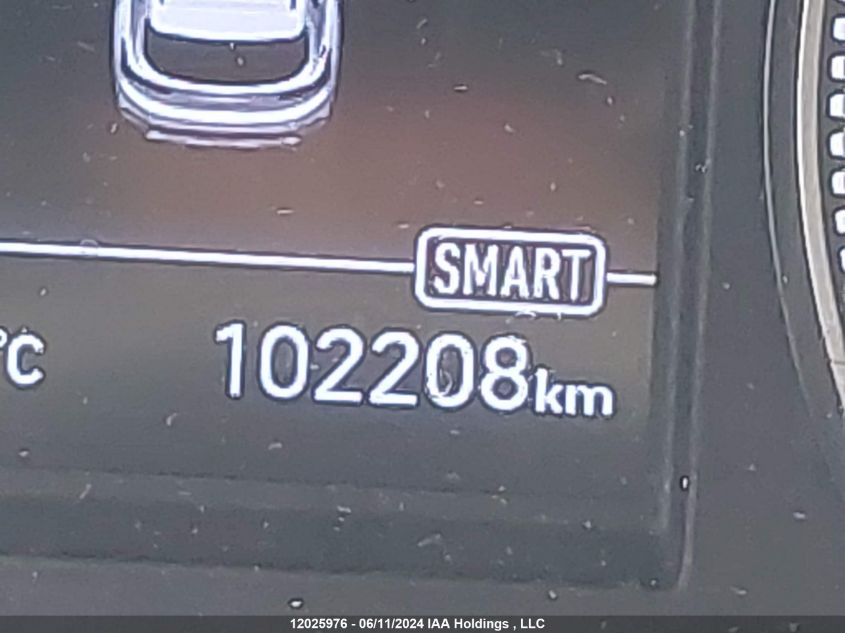 SMART
°C
102208km
12025976 - 06/11/2024 IAA Holdings , LLC